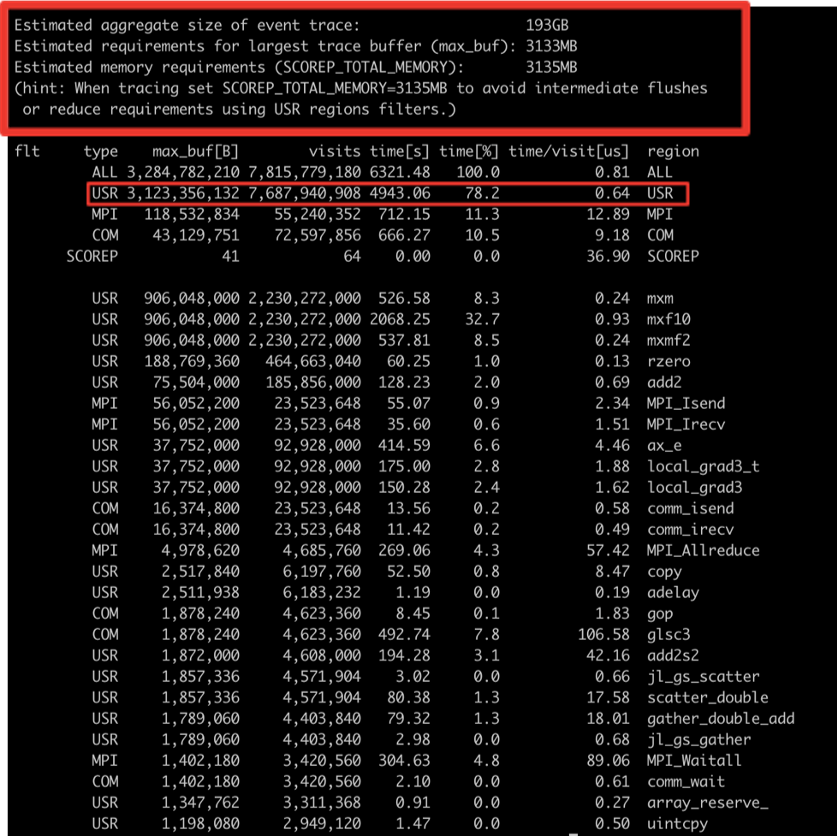 Estimated aggregate size of event trace: 193GB
Estimated requirements for largest trace buffer (max_buf): 3133MB
Estimated memory requirements (SCOREP_TOTAL_MEMORY): 3135MB
(hint: When tracing set SCOREP_TOTAL_MEMORY=3135MB to avoid intermediate flushes
or reduce requirements using USR regions filters.)
flt type max_buf[B] visits time[s] time[%] time/visit[us] region
ALL 3,284,782,210 7,815,779,180 6321.48 100.0 0.81 ALL
USR 3,123,356,132 7,687,940,908 4943.06 78.2 0.64 USR
MPI 118,532,834 55,240,352 712.15 11.3 12.89 MPI
COM 43,129,751 72,597,856 666.27 10.5 9.18 COM
SCOREP 41 64 0.00 0.0 36.90 SCOREP
USR 906,048,000 2,230,272,000 526.58 8.3 0.24 mxm
USR 906,048,000 2,230,272,000 2068.25 32.7 0.93 mxf10
USR 906,048,000 2,230,272,000 537.81 8.5 0.24 mxmf2
USR 188,769,360 464,663,040 60.25 1.0 0.13 rzero
USR 75,504,000 185,856,000 128.23 2.0 0.69 add2
MPI 56,052,200 23,523,648 55.07 0.9 2.34 MPI_Isend
MPI 56,052,200 23,523,648 35.60 0.6 1.51 MPI_Irecv
USR 37,752,000 92,928,000 414.59 6.6 4.46 ax_e
USR 37,752,000 92,928,000 175.00 2.8 1.88 local_grad3_t
USR 37,752,000 92,928,000 150.28 2.4 1.62 local_grad3
COM 16,374,800 23,523,648 13.56 0.2 0.58 comm_isend
COM 16,374,800 23,523,648 11.42 0.2 0.49 comm_irecv
MPI 4,978,620 4,685,760 269.06 4.3 57.42 MPI_Allreduce
USR 2,517,840 6,197,760 52.50 0.8 8.47 copy
USR 2,511,938 6,183,232 1.19 0.0 0.19 adelay
COM 1,878,240 4,623,360 8.45 0.1 1.83 gop
COM 1,878,240 4,623,360 492.74 7.8 106.58 glsc3
USR 1,872,000 4,608,000 194.28 3.1 42.16 add2s2
USR 1,857,336 4,571,904 3.02 0.0 0.66 jl_gs_scatter
USR 1,857,336 4,571,904 80.38 1.3 17.58 scatter_double
USR 1,789,060 4,403,840 79.32 1.3 18.01 gather_double_add
USR 1,789,060 4,403,840 2.98 0.0 0.68 jl_gs_gather
MPI 1,402,180 3,420,560 304.63 4.8 89.06 MPI_Waitall
COM 1,402,180 3,420,560 2.10 0.0 0.61 comm_wait
USR 1,347,762 3,311,368 0.91 0.0 0.27 array_reserve_
USR 1,198,080 2,949,120 1.47 0.0 0.50 uintcpy